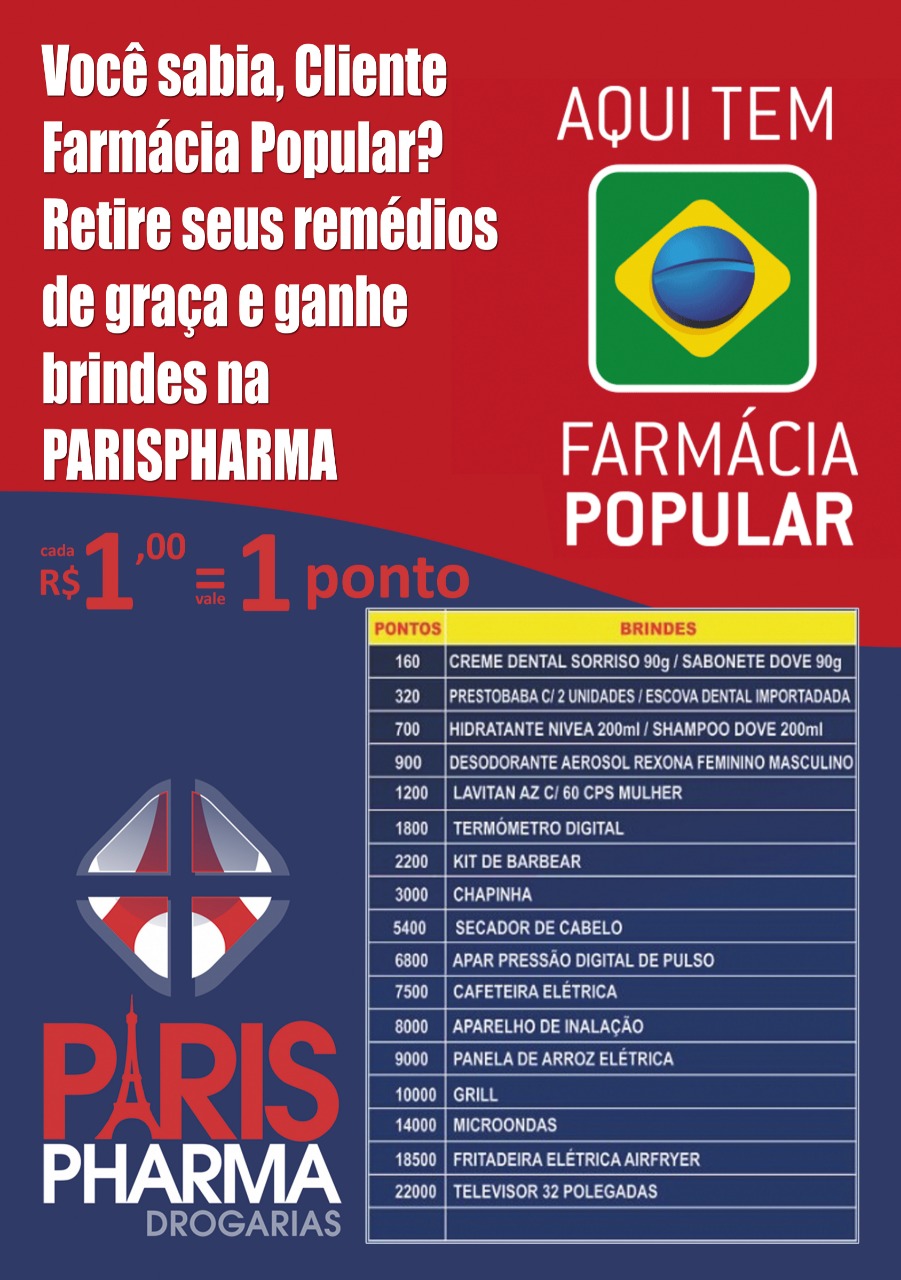 Você sabia, Cliente
Farmácia Popular?
Retire seus remédios
de graça e ganhe
brindes na
PARISPHARMA
AQUI TEM
FARMÁCIA
POPULAR
cada
R$1,00 = 1 ponto
vale
PONTOS BRINDES
160 CREME DENTAL SORRISO 90g / SABONETE DOVE 90g
320 PRESTOBABA C/ 2 UNIDADES / ESCOVA DENTAL IMPORTADADA
700 HIDRATANTE NIVEA 200ml / SHAMPOO DOVE 200ml
900 DESODORANTE AEROSOL REXONA FEMININO MASCULINO
1200 LAVITAN AZ C/ 60 CPS MULHER
1800 TERMÓMETRO DIGITAL
2200 KIT DE BARBEAR
3000 CHAPINHA
5400 SECADOR DE CABELO
6800 APAR PRESSÃO DIGITAL DE PULSO
7500 CAFETEIRA ELÉTRICA
8000 APARELHO DE INALAÇÃO
9000 PANELA DE ARROZ ELÉTRICA
10000 GRILL
14000 MICROONDAS
18500 FRITADEIRA ELÉTRICA AIRFRYER
22000 TELEVISOR 32 POLEGADAS
PARIS
PHARMA
DROGARIAS